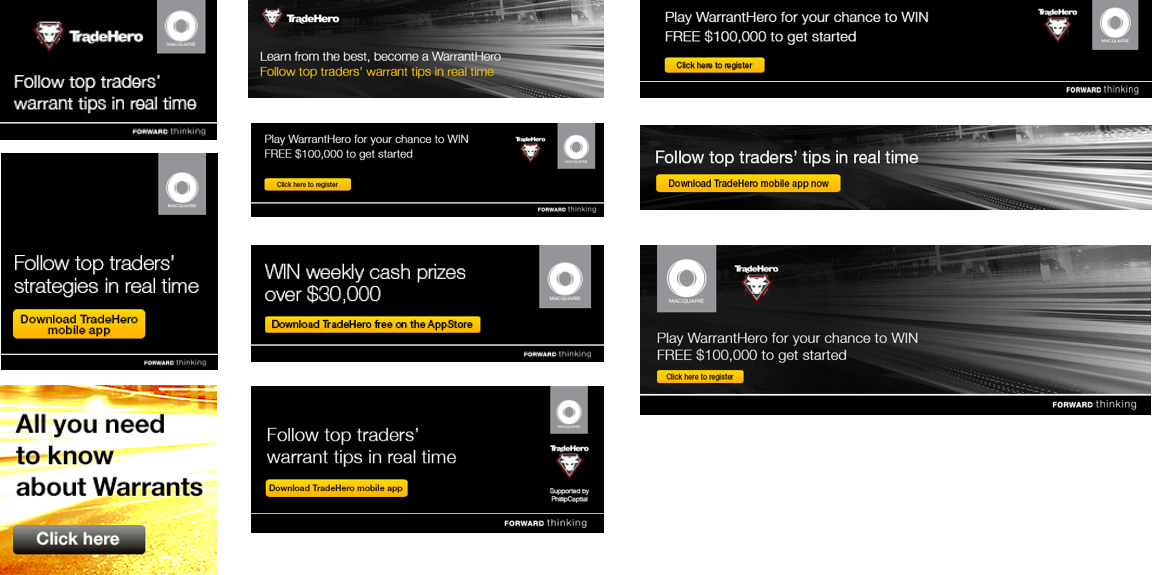 TradeHero
MACQUARIE
Follow top traders'
warrant tips in real time
FORWARD thinking
MACQUARIE
Follow top traders'
strategies in real time
Download TradeHero
mobile app
FORWARD thinking
All you need
to know
about Warrants
Click here
TradeHero
Learn from the best, become a WarrantHero
Follow top traders' warrant tips in real time
Play WarrantHero for your chance to WIN
FREE $100,000 to get started
TradeHero
MACQUARIE
Click here to register
FORWARD thinking
WIN weekly cash prizes
over $30,000
MACQUARIE
Download TradeHero free on the AppStore
FORWARD thinking
MACQUARIE
Follow top traders'
warrant tips in real time
TradeHero
Download TradeHero mobile app
Supported by
PhillipCaptial
FORWARD thinking
Play WarrantHero for your chance to WIN
FREE $100,000 to get started
TradeHero
MACQUARIE
Click here to register
FORWARD thinking
Follow top traders' tips in real time
Download TradeHero mobile app now
MACQUARIE
TradeHero
Play WarrantHero for your chance to WIN
FREE $100,000 to get started
Click here to register
FORWARD thinking